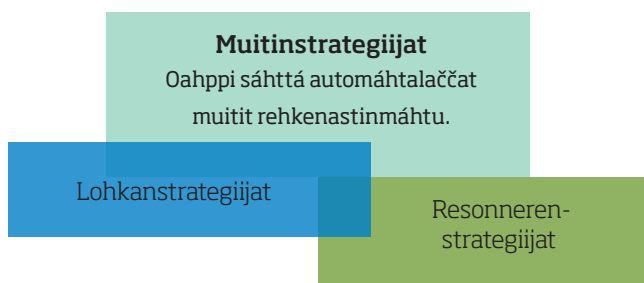 Muitinstrategiijat
Oahppi sáhttá automáhtalaččat
muitit rehkenastinmáhtu.
Lohkanstrategiijat
Resonneren-
strategiijat